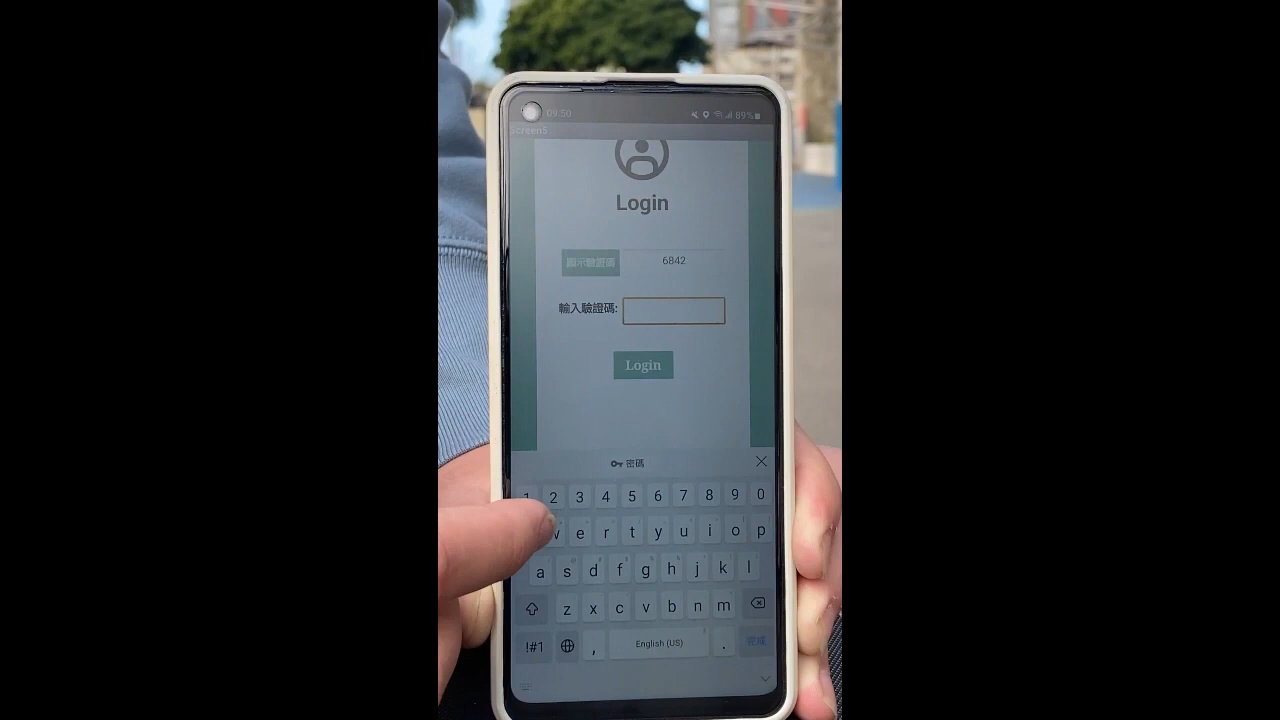 09:50
89%
Screen5
Login
顯示驗證碼 6842
輸入驗證碼:
Login
密碼
1 2 3 4 5 6 7 8 9 0
w e r t y u i o p
a s d f g h j k l
z x c v b n m
!#1 , English (US) . 完成